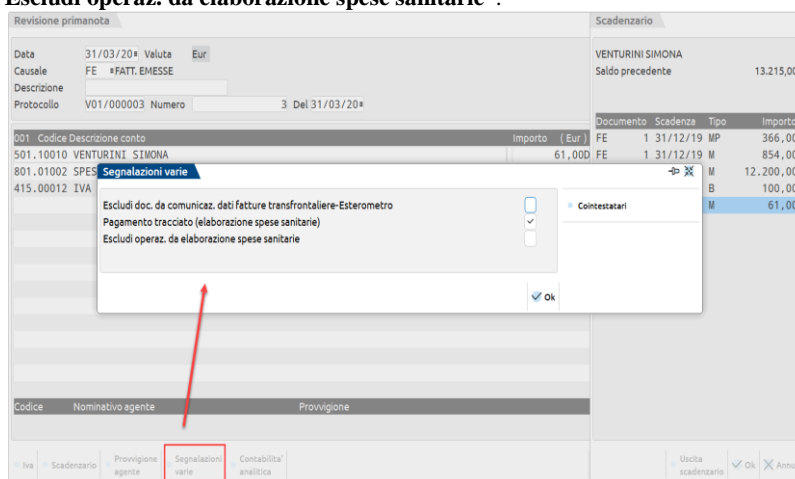 Escludi operaz. da elaborazione spese sanitarie".
Revisione primanota
Data 31/03/20 Valuta Eur
Causale FE FATT. EMESSE
Descrizione
Protocollo V01/000003 Numero 3 Del 31/03/20
001 Codice Descrizione conto Importo (Eur)
501.10010 VENTURINI SIMONA 61,00D
801.01002 SPES
415.00012 IVA
Scadenzario
VENTURINI SIMONA
Saldo precedente 13.215,00
Documento Scadenza Tipo Importo
FE 1 31/12/19 MP 366,00
FE 1 31/12/19 M 854,00
M 12.200,00
B 100,00
M 61,00
Segnalazioni varie
Escludi doc. da comunicaz. dati fatture transfrontaliere-Esterometro
Pagamento tracciato (elaborazione spese sanitarie)
Escludi operaz. da elaborazione spese sanitarie
Cointestatari
Ok
Codice Nominativo agente Provvigione
Iva Scadenzario Provvigione agente Segnalazioni varie Contabilita' analitica
Uscita scadenzario Ok Annu